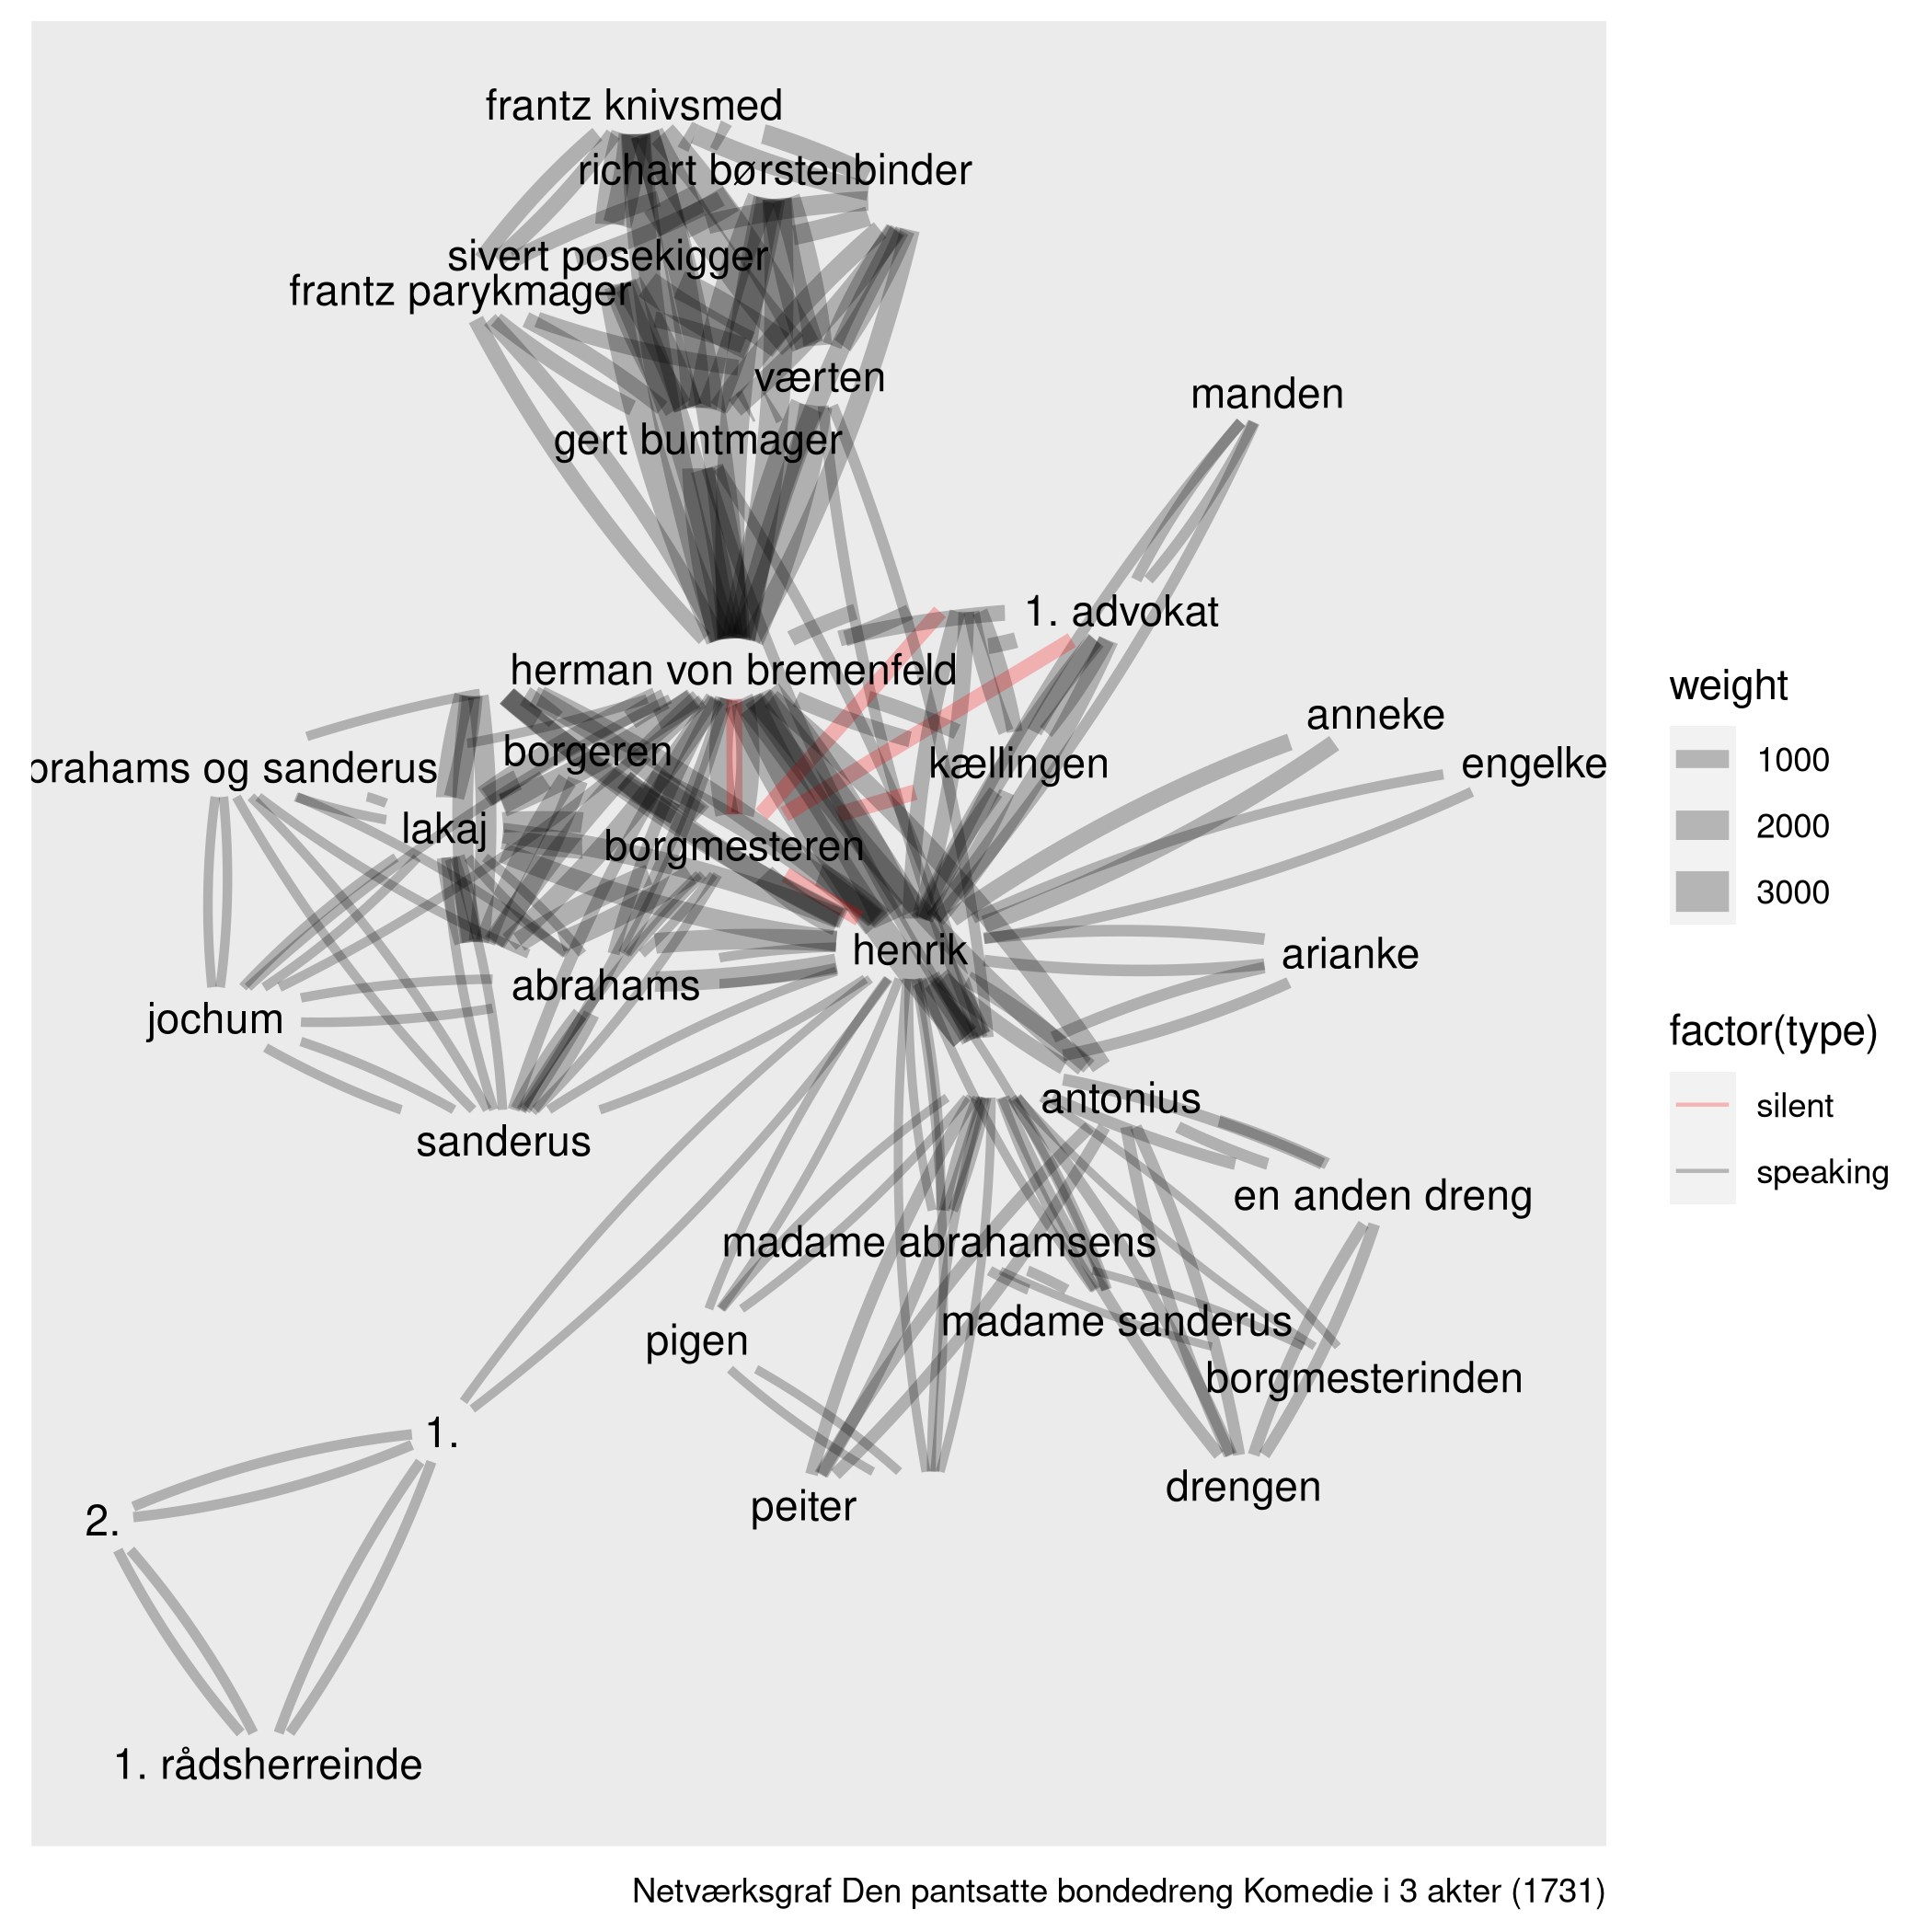 frantz knivsmed
richart børstenbinder
sivert posekigger
frantz parykmager
værten
manden
gert buntmager
1. advokat
herman von bremenfeld
weight
anneke
borgeren
1000
brahams og sanderus
kællingen
engelke
2000
lakaj
borgmesteren
3000
henrik
arianke
abrahams
jochum
factor(type)
antonius
silent
sanderus
speaking
en anden dreng
madame abrahamsens
madame sanderus
pigen
borgmesterinden
1.
drengen
2.
peiter
1. rådsherreinde
Netværksgraf Den pantsatte bondedreng Komedie i 3 akter (1731)